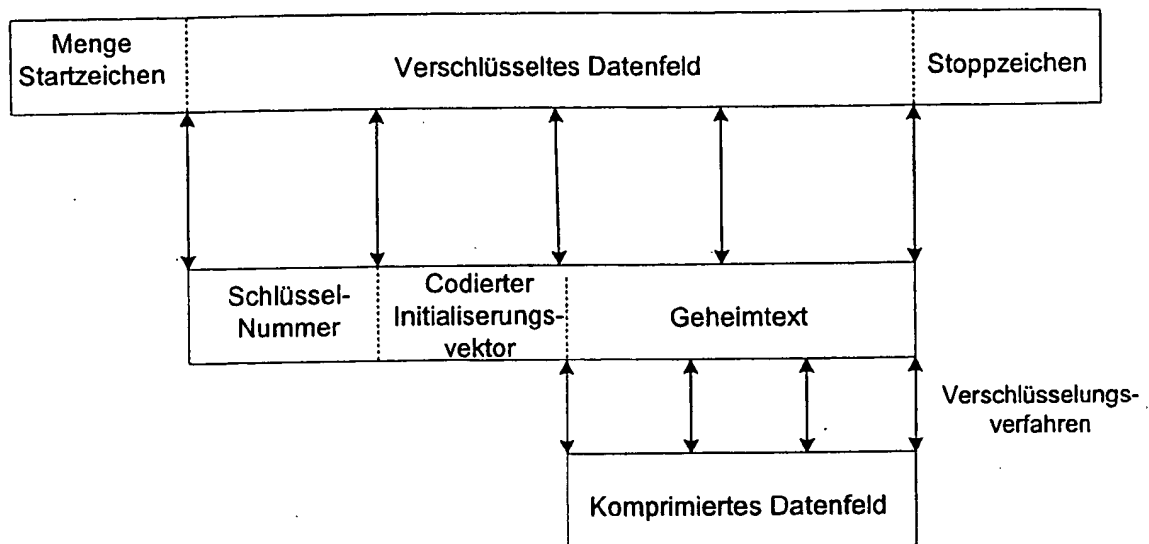 Menge
Startzeichen
Verschlüsseltes Datenfeld
Stoppzeichen
Schlüssel-
Nummer
Codierter
Initialiserungs-
vektor
Geheimtext
Verschlüsselungs-
verfahren
Komprimiertes Datenfeld